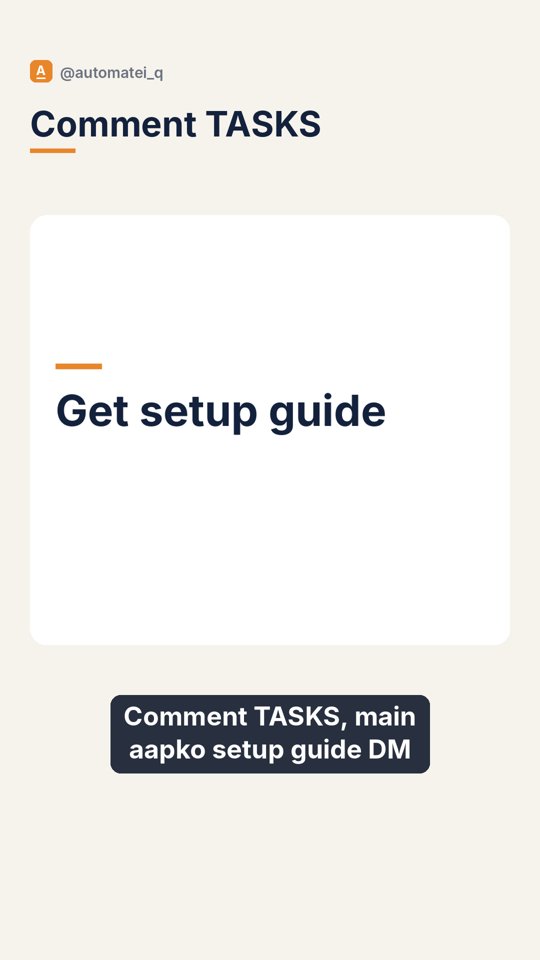 A
@automatei_q
Comment TASKS
Get setup guide
Comment TASKS, main
aapko setup guide DM